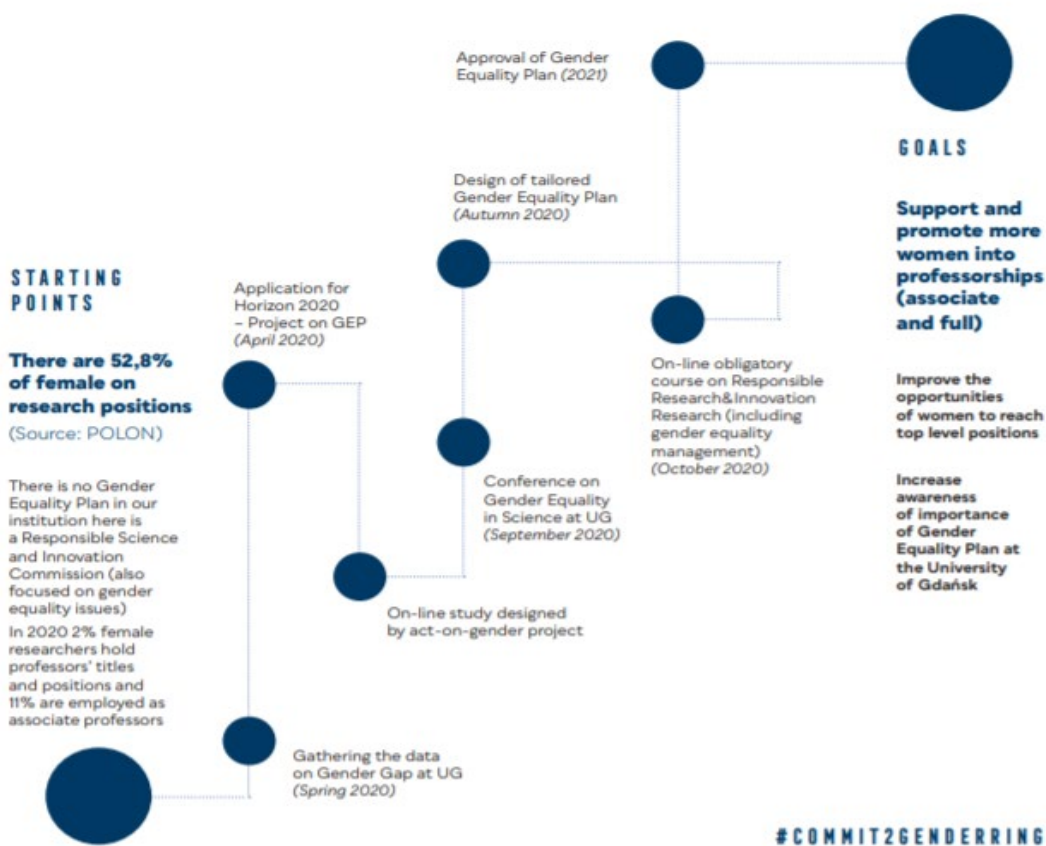 STARTING
POINTS
There are 52,8%
of female on
research positions
(Source: POLON)
There is no Gender
Equality Plan in our
institution here is
a Responsible Science
and Innovation
Commission (also
focused on gender
equality issues)
In 2020 2% female
researchers hold
professors' titles
and positions and
11% are employed as
associate professors
Gathering the data
on Gender Gap at UG
(Spring 2020)
Application for
Horizon 2020
– Project on GEP
(April 2020)
On-line study designed
by act-on-gender project
Conference on
Gender Equality
in Science at UG
(September 2020)
Design of tailored
Gender Equality Plan
(Autumn 2020)
On-line obligatory
course on Responsible
Research&Innovation
Research (including
gender equality
management)
(October 2020)
Approval of Gender
Equality Plan (2021)
GOALS
Support and
promote more
women into
professorships
(associate
and full)
Improve the
opportunities
of women to reach
top level positions
Increase
awareness
of importance
of Gender
Equality Plan at
the University
of Gdańsk
#COMMIT2GENDERRING